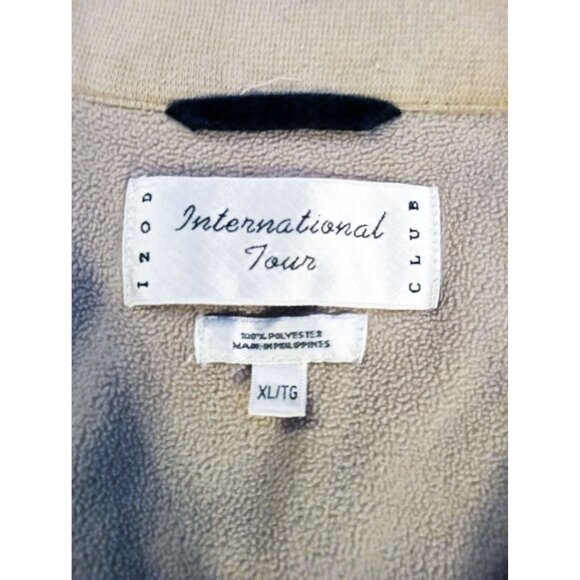 IZOD
International
Tour
CLUB
100% POLYESTER
MADE IN PHILIPPINES
XL/TG